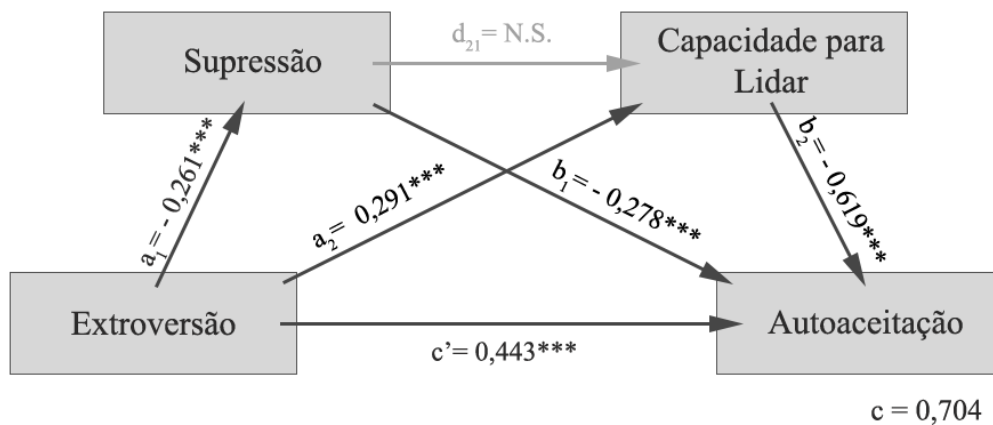 d21= N.S.
Supressão
Capacidade para
Lidar
a1= - 0,261***
a2= 0,291***
b1= - 0,278***
b2= - 0,619***
Extroversão
Autoaceitação
c’= 0,443***
c = 0,704